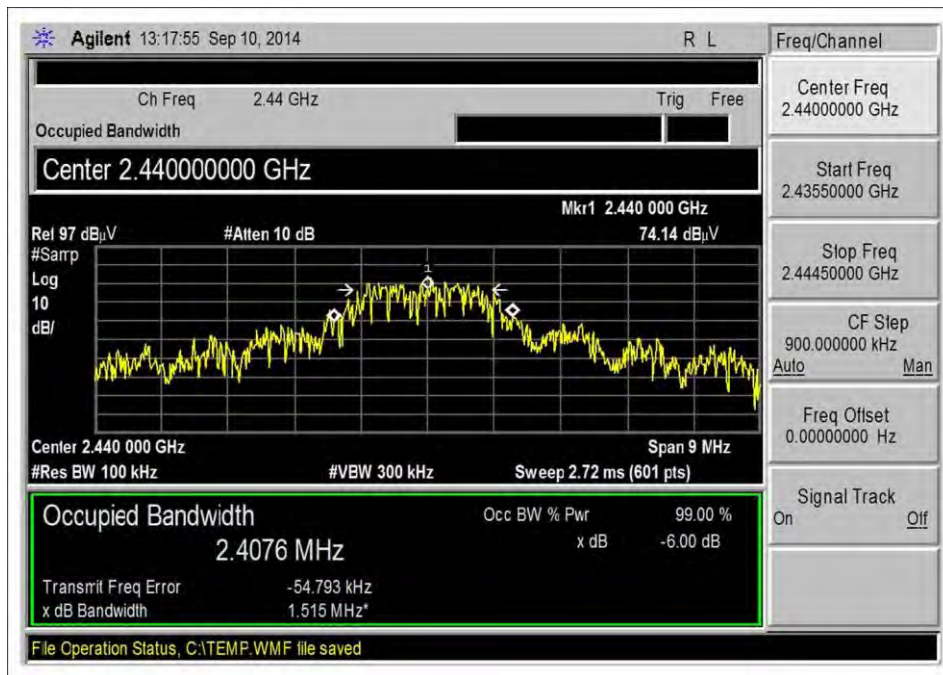 Agilent 13:17:55 Sep 10, 2014 R L
Freq/Channel
Ch Freq 2.44 GHz Trig Free
Occupied Bandwidth
Center 2.440000000 GHz
Mkr1 2.440 000 GHz
Ref 97 dBµV #Atten 10 dB 74.14 dBµV
#Samp
Log
10
dB/
1
Center 2.440 000 GHz Span 9 MHz
#Res BW 100 kHz #VBW 300 kHz Sweep 2.72 ms (601 pts)
Occupied Bandwidth Occ BW % Pwr 99.00 %
2.4076 MHz x dB -6.00 dB
Transmit Freq Error -54.793 kHz
x dB Bandwidth 1.515 MHz*
File Operation Status, C:\TEMP.WMF file saved
Center Freq
2.44000000 GHz
Start Freq
2.43550000 GHz
Stop Freq
2.44450000 GHz
CF Step
900.000000 kHz
Auto Man
Freq Offset
0.00000000 Hz
Signal Track
On Off